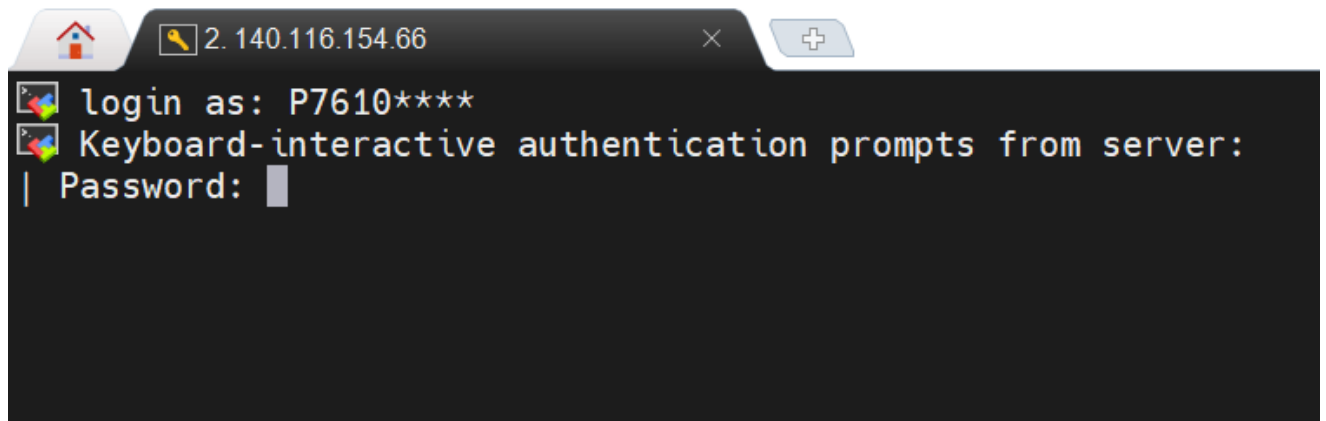 2. 140.116.154.66
login as: P7610****
Keyboard-interactive authentication prompts from server:
| Password: